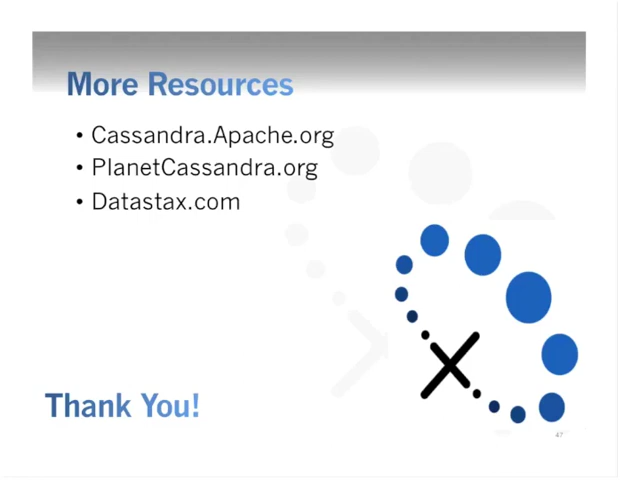 More Resources
• Cassandra.Apache.org
• PlanetCassandra.org
• Datastax.com
Thank You!
47